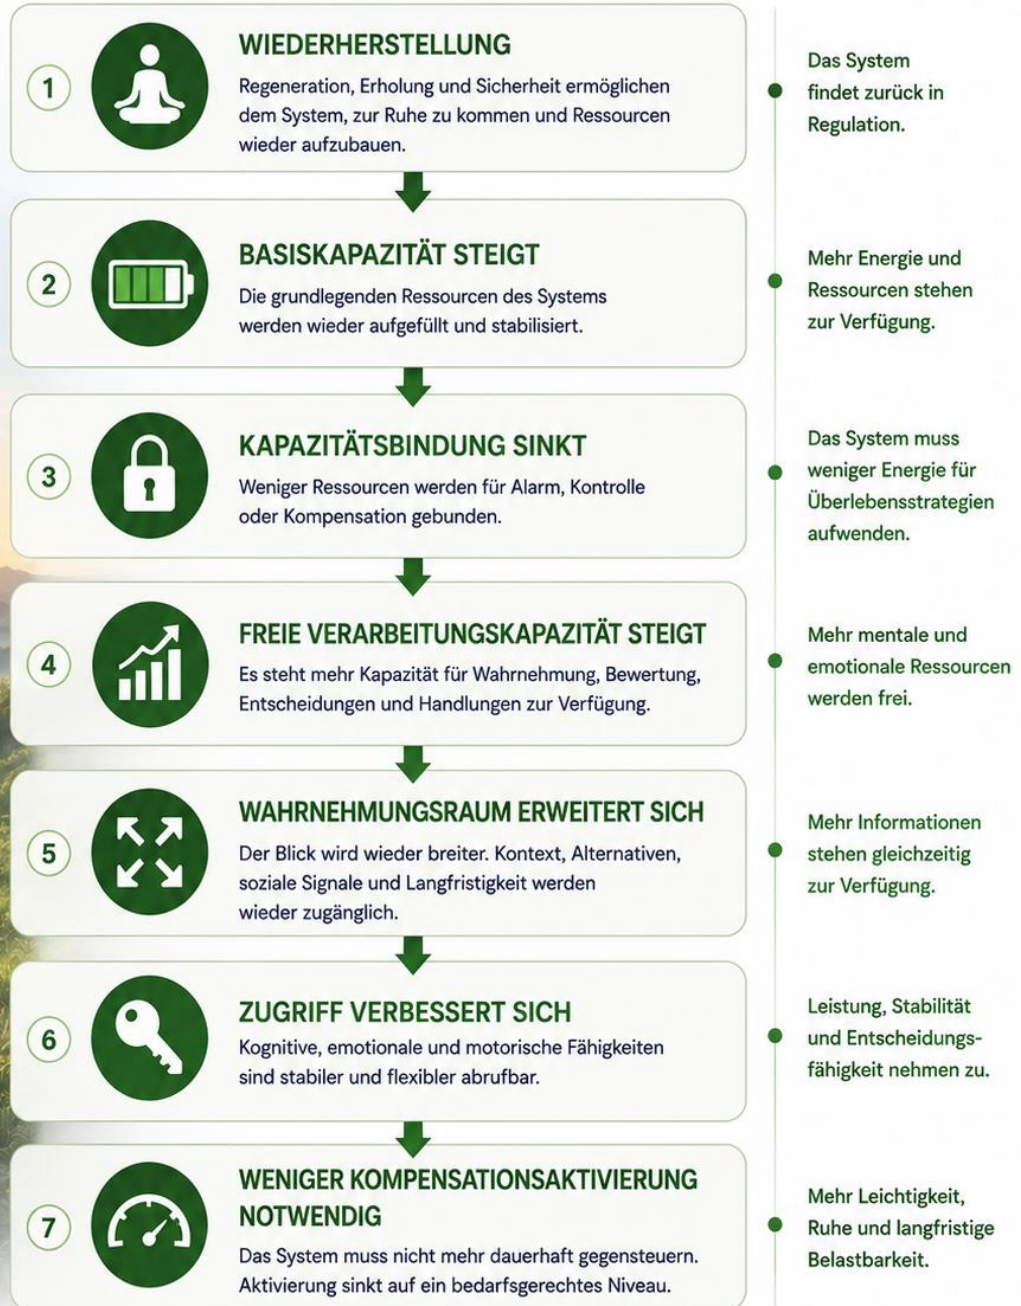 1
WIEDERHERSTELLUNG
Regeneration, Erholung und Sicherheit ermöglichen
dem System, zur Ruhe zu kommen und Ressourcen
wieder aufzubauen.
Das System
findet zurück in
Regulation.
2
BASISKAPAZITÄT STEIGT
Die grundlegenden Ressourcen des Systems
werden wieder aufgefüllt und stabilisiert.
Mehr Energie und
Ressourcen stehen
zur Verfügung.
3
KAPAZITÄTSBINDUNG SINKT
Weniger Ressourcen werden für Alarm, Kontrolle
oder Kompensation gebunden.
Das System muss
weniger Energie für
Überlebensstrategien
aufwenden.
4
FREIE VERARBEITUNGSKAPAZITÄT STEIGT
Es steht mehr Kapazität für Wahrnehmung, Bewertung,
Entscheidungen und Handlungen zur Verfügung.
Mehr mentale und
emotionale Ressourcen
werden frei.
5
WAHRNEHMUNGSRAUM ERWEITERT SICH
Der Blick wird wieder breiter. Kontext, Alternativen,
soziale Signale und Langfristigkeit werden
wieder zugänglich.
Mehr Informationen
stehen gleichzeitig
zur Verfügung.
6
ZUGRIFF VERBESSERT SICH
Kognitive, emotionale und motorische Fähigkeiten
sind stabiler und flexibler abrufbar.
Leistung, Stabilität
und Entscheidungs-
fähigkeit nehmen zu.
7
WENIGER KOMPENSATIONSAKTIVIERUNG
NOTWENDIG
Das System muss nicht mehr dauerhaft gegensteuern.
Aktivierung sinkt auf ein bedarfsgerechtes Niveau.
Mehr Leichtigkeit,
Ruhe und langfristige
Belastbarkeit.